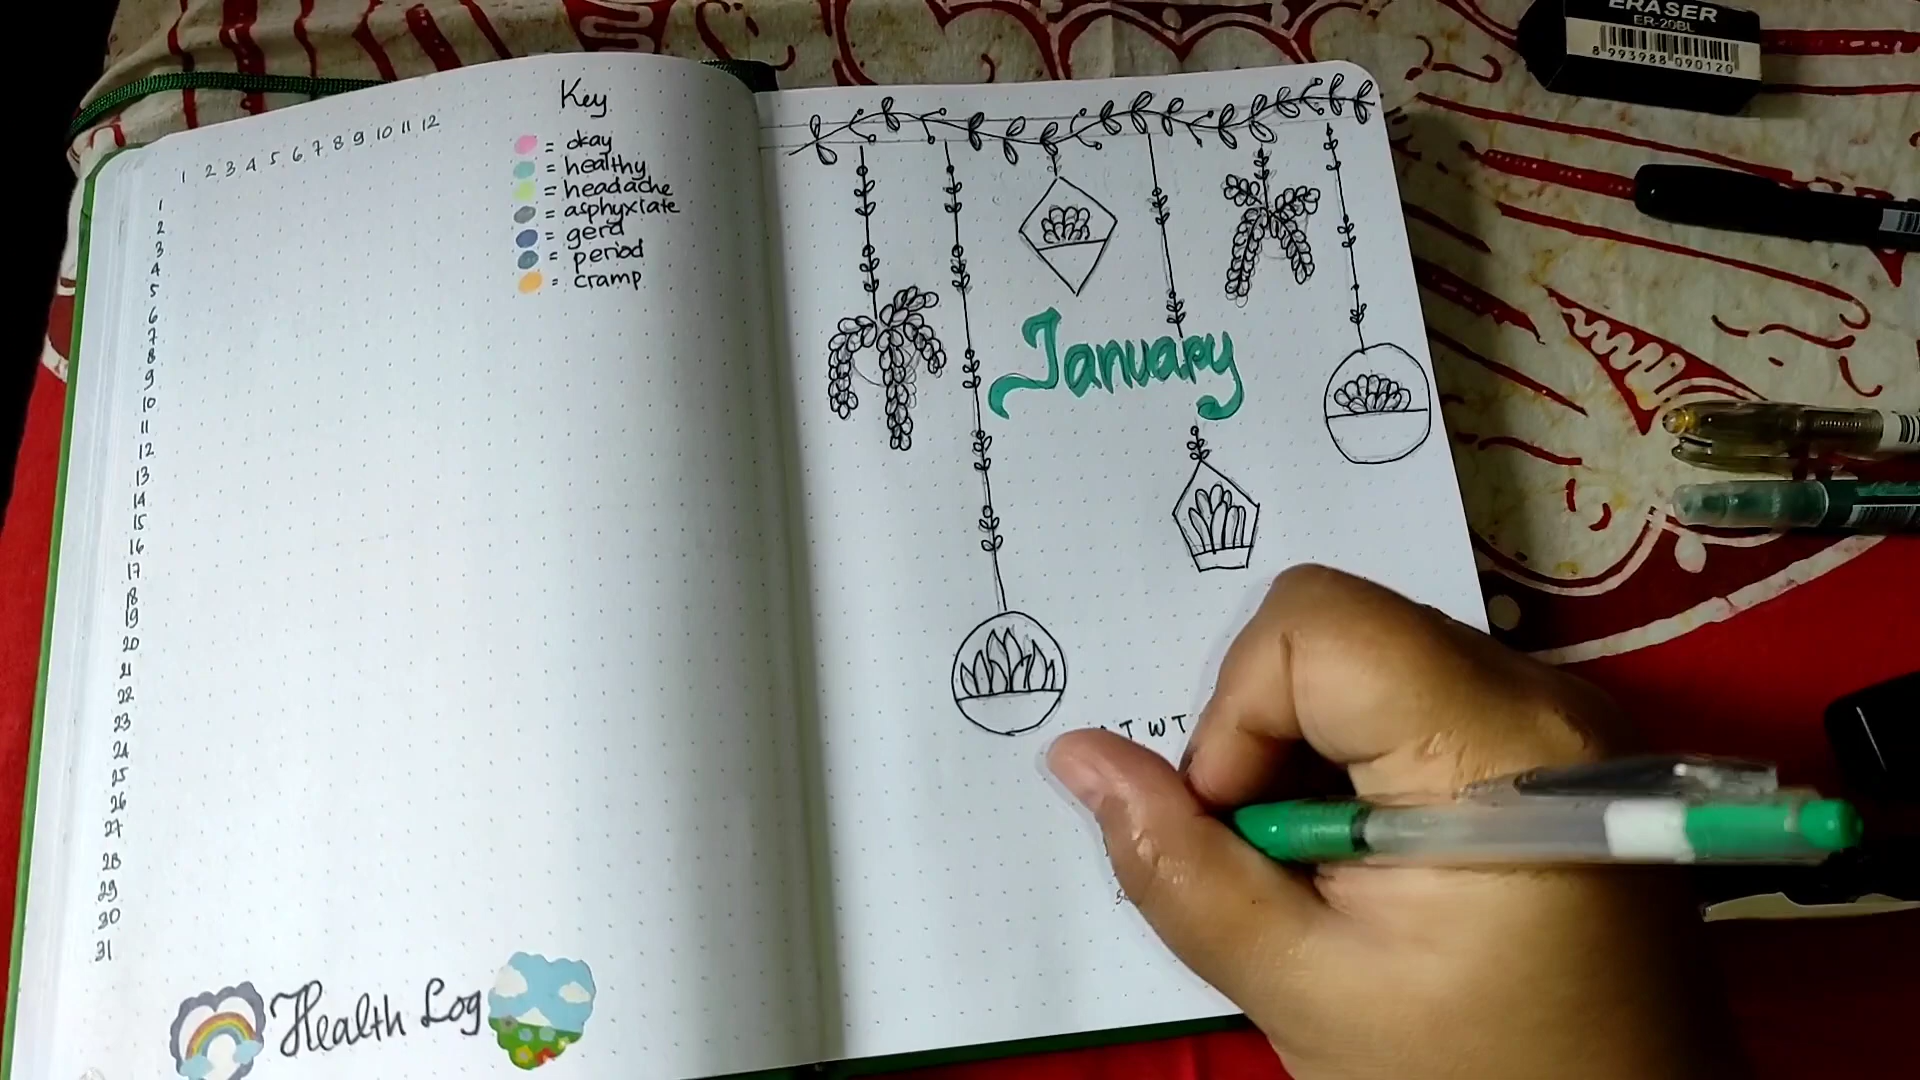 ERASER
ER-20BL
8 993988 090120
Key
1 2 3 4 5 6 7 8 9 10 11 12
= okay
= healthy
= headache
= asphyxiate
= gerd
= period
= cramp
1
2
3
4
5
6
7
8
9
10
11
12
13
14
15
16
17
18
19
20
21
22
23
24
25
26
27
28
29
30
31
Health Log
January
T W T